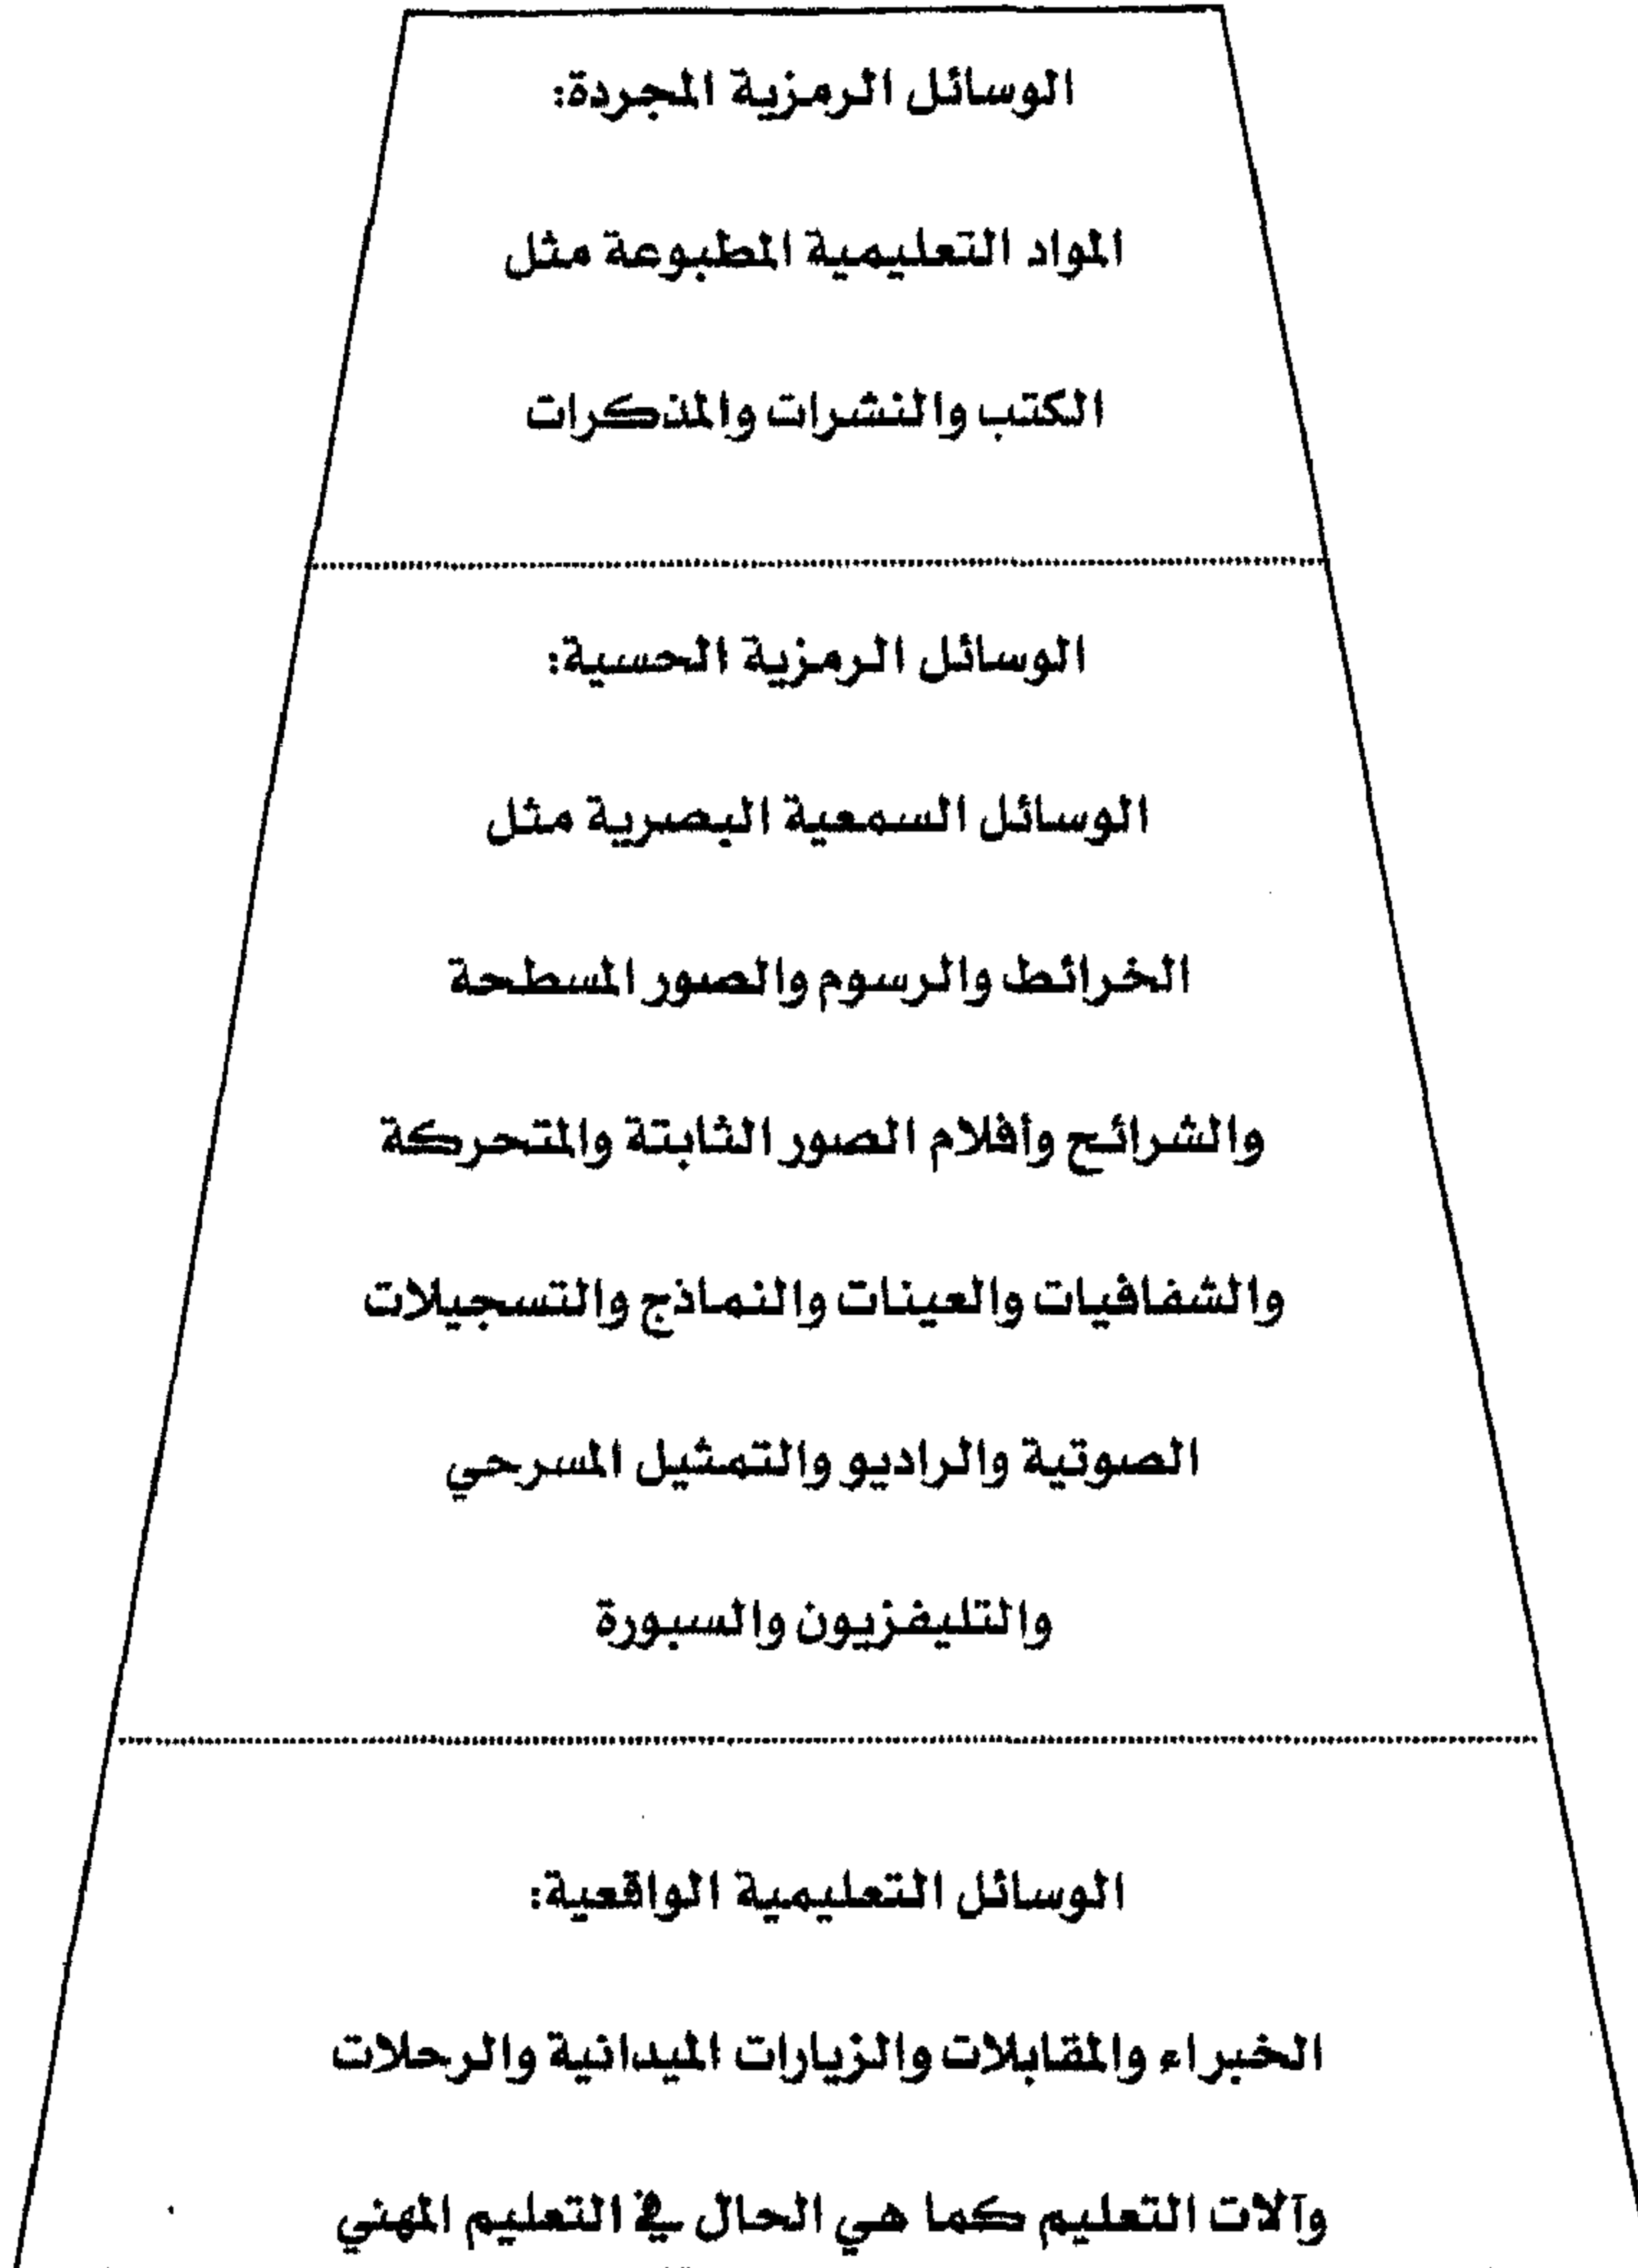 الوسائل الرمزية المجردة:
المواد التعليمية المطبوعة مثل
الكتب والنشرات والمذكرات
الوسائل الرمزية الحسية:
الوسائل السمعية البصرية مثل
الخرائط والرسوم والصور المسطحة
والشرائح وأفلام الصور الثابتة والمتحركة
والشفافيات والعينات والنماذج والتسجيلات
الصوتية والراديو والتمثيل المسرحي
والتليفزيون والسبورة
الوسائل التعليمية الواقعية:
الخبراء والمقابلات والزيارات الميدانية والرحلات
وآلات التعليم كما هي الحال في التعليم المهني